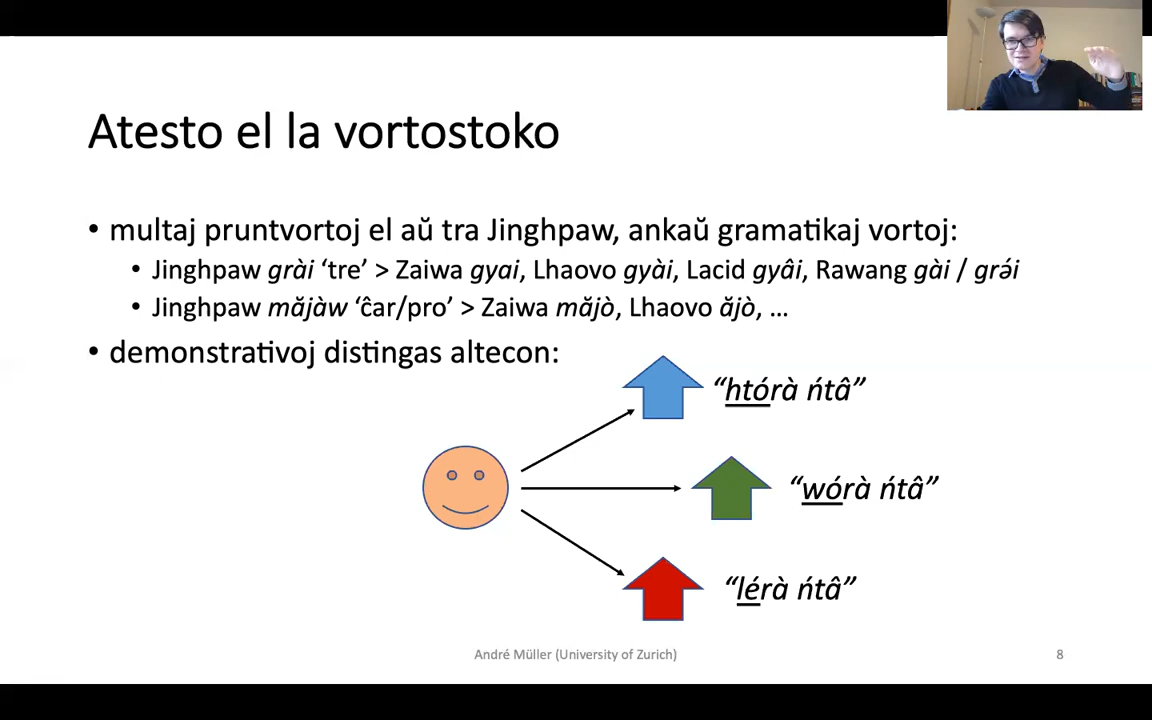 Atesto el la vortostoko
• multaj pruntvortoj el aŭ tra Jinghpaw, ankaŭ gramatikaj vortoj:
• Jinghpaw grài ‘tre’ > Zaiwa gyai, Lhaovo gyài, Lacid gyâi, Rawang gài / grə́i
• Jinghpaw mǎjàw ‘ĉar/pro’ > Zaiwa mǎjò, Lhaovo ǎjò, …
• demonstrativoj distingas altecon:
“htórà ńtâ”
“wórà ńtâ”
“lérà ńtâ”
André Müller (University of Zurich)
8